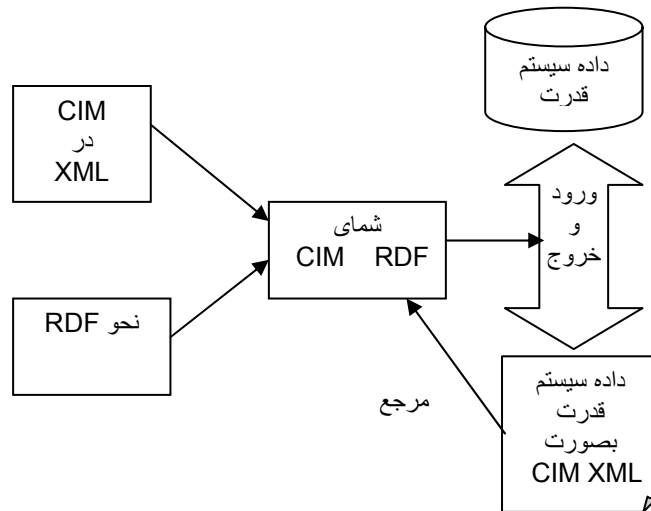 CIM
در
XML
نحو RDF
شمای
CIM RDF
داده سیستم
قدرت
ورود
و
خروج
مرجع
داده سیستم
قدرت
بصورت
CIM XML